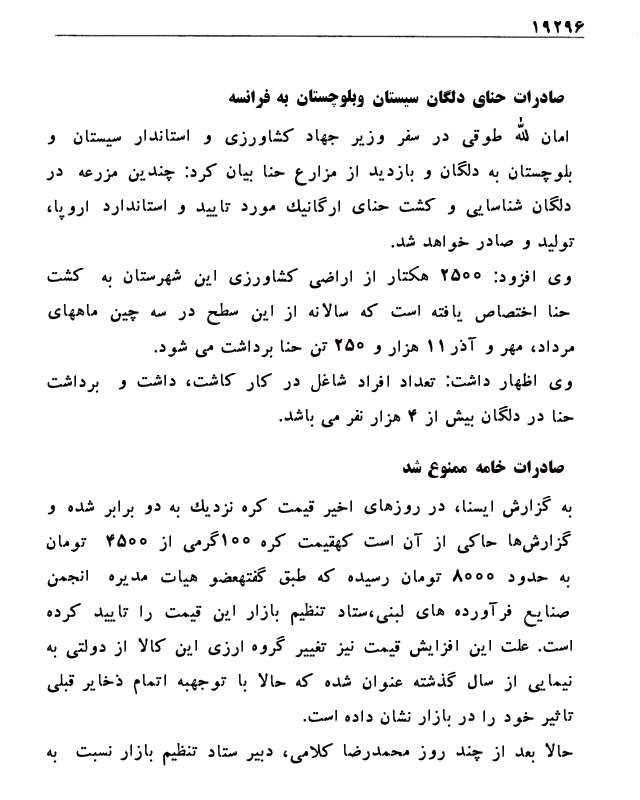 ۱۹۲۹۶
صادرات حنای دلگان سیستان وبلوچستان به فرانسه
امان لله طوقی در سفر وزیر جهاد کشاورزی و استاندار سیستان و
بلوچستان به دلگان و بازدید از مزارع حنا بیان کرد: چندین مزرعه در
دلگان شناسایی و کشت حنای ارگانیك مورد تایید و استاندارد اروپا،
تولید و صادر خواهد شد.
وی افزود: ۲۵۰۰ هکتار از اراضی کشاورزی این شهرستان به کشت
حنا اختصاص یافته است که سالانه از این سطح در سه چین ماههای
مرداد، مهر و آذر ۱۱ هزار و ۲۵۰ تن حنا برداشت می شود.
وی اظهار داشت: تعداد افراد شاغل در کار کاشت، داشت و برداشت
حنا در دلگان بیش از ۴ هزار نفر می باشد.
صادرات خامه ممنوع شد
به گزارش ایسنا، در روزهای اخیر قیمت کره نزدیك به دو برابر شده و
گزارش‌ها حاکی از آن است کهقیمت کره ۱۰۰گرمی از ۴۵۰۰ تومان
به حدود ۸۰۰۰ تومان رسیده که طبق گفتهعضو هیات مدیره انجمن
صنایع فرآورده های لبنی،ستاد تنظیم بازار این قیمت را تایید کرده
است. علت این افزایش قیمت نیز تغییر گروه ارزی این کالا از دولتی به
نیمایی از سال گذشته عنوان شده که حالا با توجهبه اتمام ذخایر قبلی
تاثیر خود را در بازار نشان داده است.
حالا بعد از چند روز محمدرضا کلامی، دبیر ستاد تنظیم بازار نسبت به